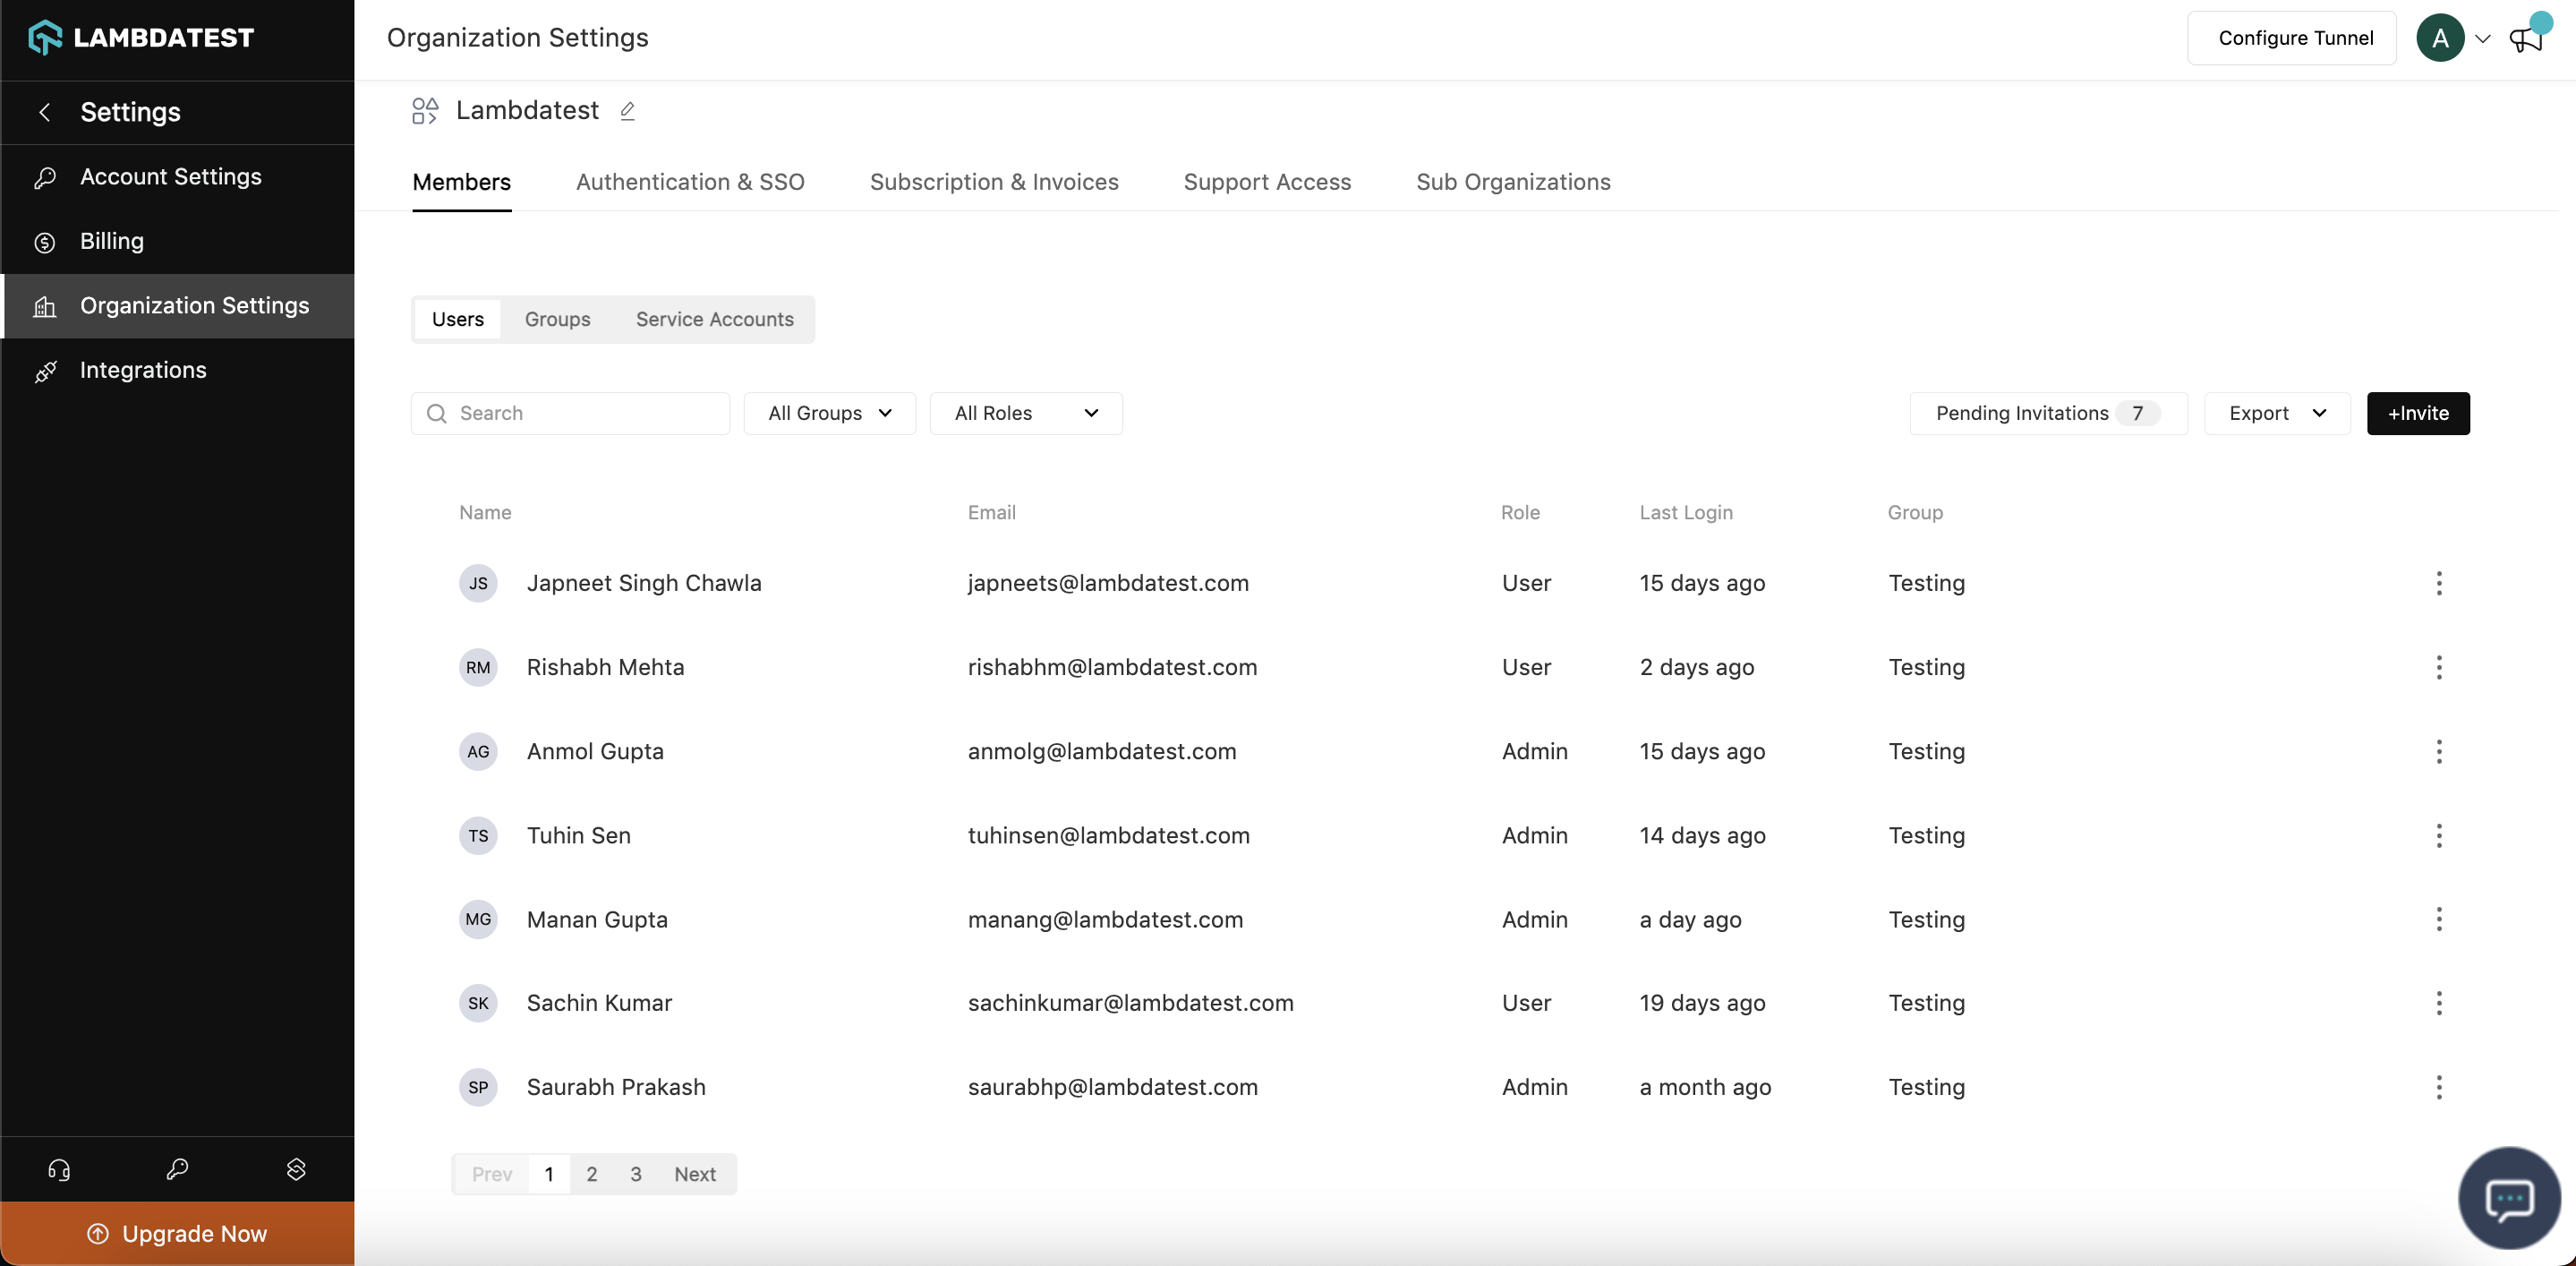 LAMBDATEST
Organization Settings
Configure Tunnel
A
Settings
Account Settings
Billing
Organization Settings
Integrations
Lambdatest
Members Authentication & SSO Subscription & Invoices Support Access Sub Organizations
Users Groups Service Accounts
Search All Groups All Roles Pending Invitations 7 Export +Invite
Name Email Role Last Login Group
JS Japneet Singh Chawla japneets@lambdatest.com User 15 days ago Testing
RM Rishabh Mehta rishabhm@lambdatest.com User 2 days ago Testing
AG Anmol Gupta anmolg@lambdatest.com Admin 15 days ago Testing
TS Tuhin Sen tuhinsen@lambdatest.com Admin 14 days ago Testing
MG Manan Gupta manang@lambdatest.com Admin a day ago Testing
SK Sachin Kumar sachinkumar@lambdatest.com User 19 days ago Testing
SP Saurabh Prakash saurabhp@lambdatest.com Admin a month ago Testing
Prev 1 2 3 Next
Upgrade Now